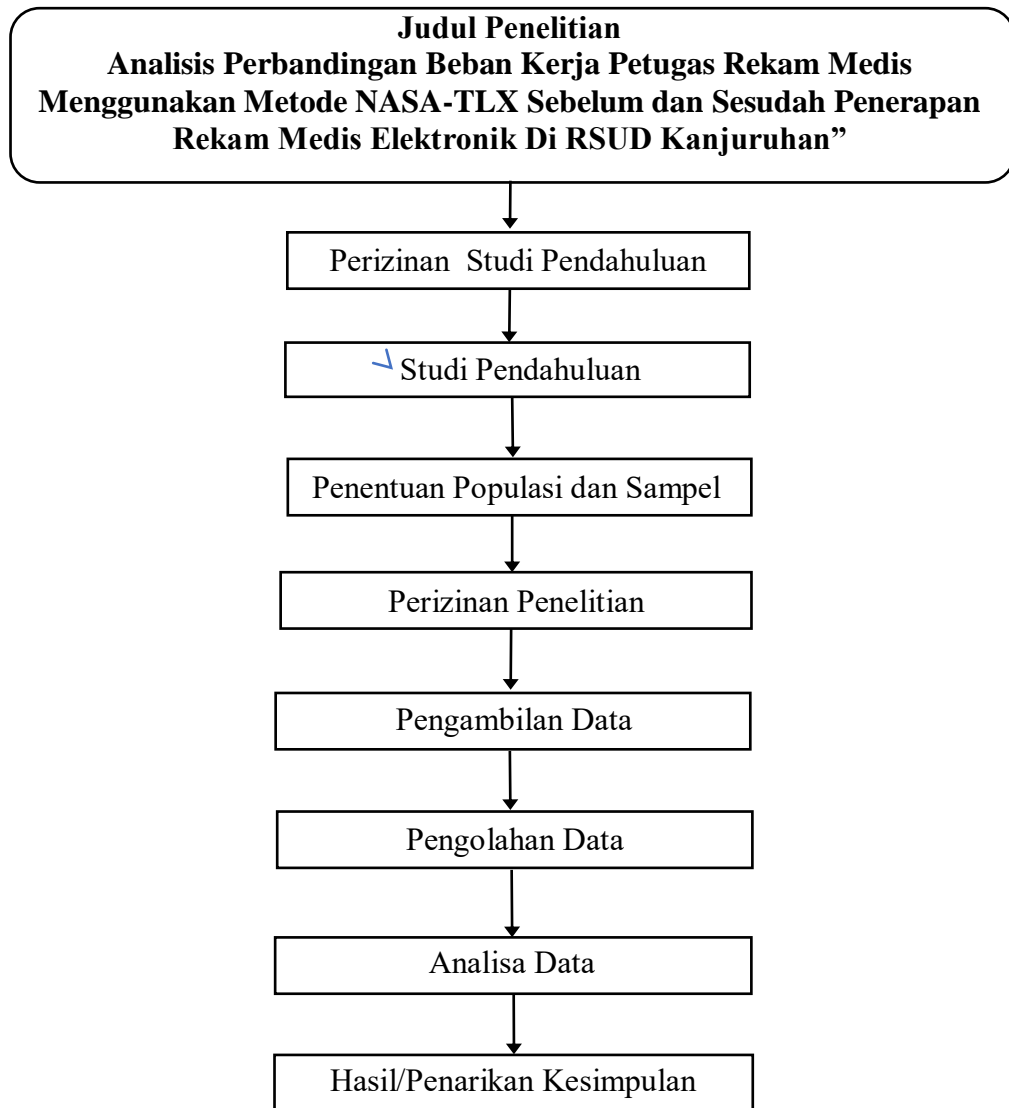 Judul Penelitian
Analisis Perbandingan Beban Kerja Petugas Rekam Medis
Menggunakan Metode NASA-TLX Sebelum dan Sesudah Penerapan
Rekam Medis Elektronik Di RSUD Kanjuruhan”
Perizinan Studi Pendahuluan
Studi Pendahuluan
Penentuan Populasi dan Sampel
Perizinan Penelitian
Pengambilan Data
Pengolahan Data
Analisa Data
Hasil/Penarikan Kesimpulan